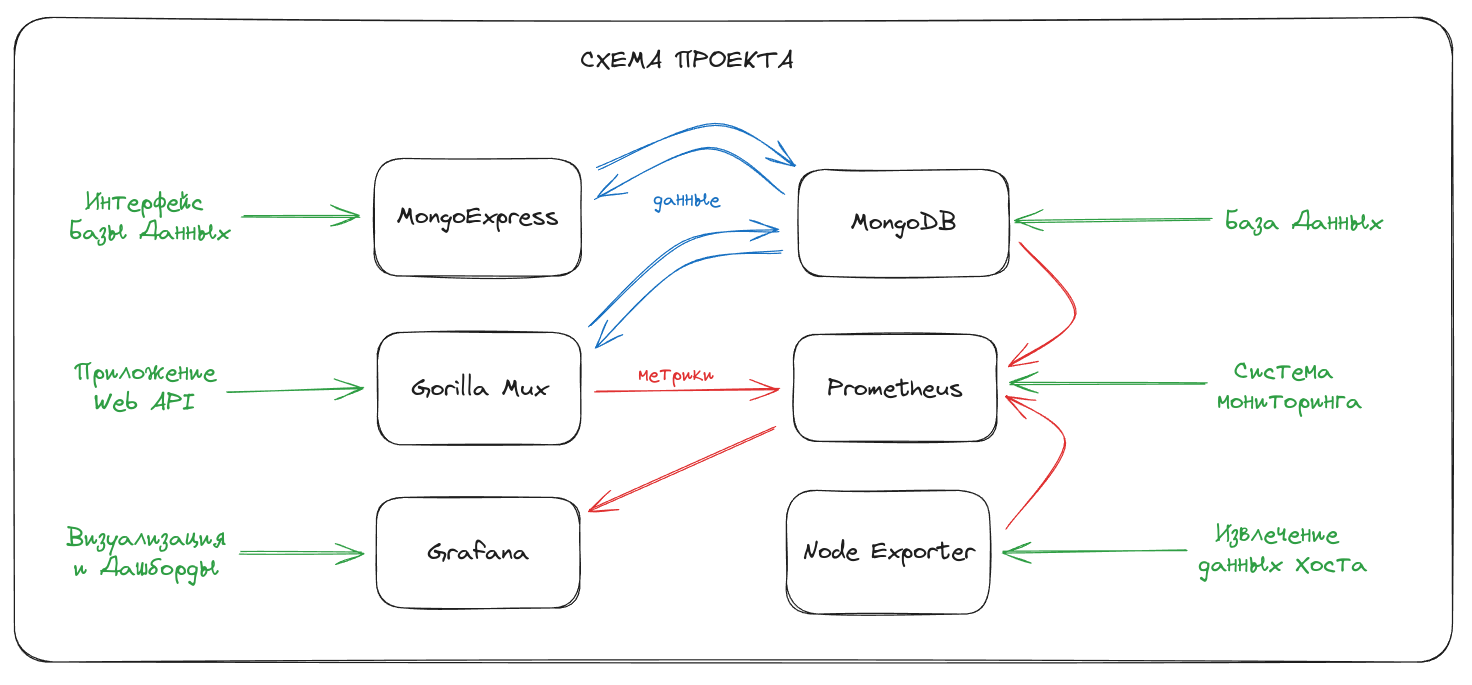 СХЕМА ПРОЕКТА
Интерфейс
Базы Данных
MongoExpress
данные
MongoDB
База Данных
Приложение
Web API
Gorilla Mux
метрики
Prometheus
Система
мониторинга
Визуализация
и Дашборды
Grafana
Node Exporter
Извлечение
данных Хоста